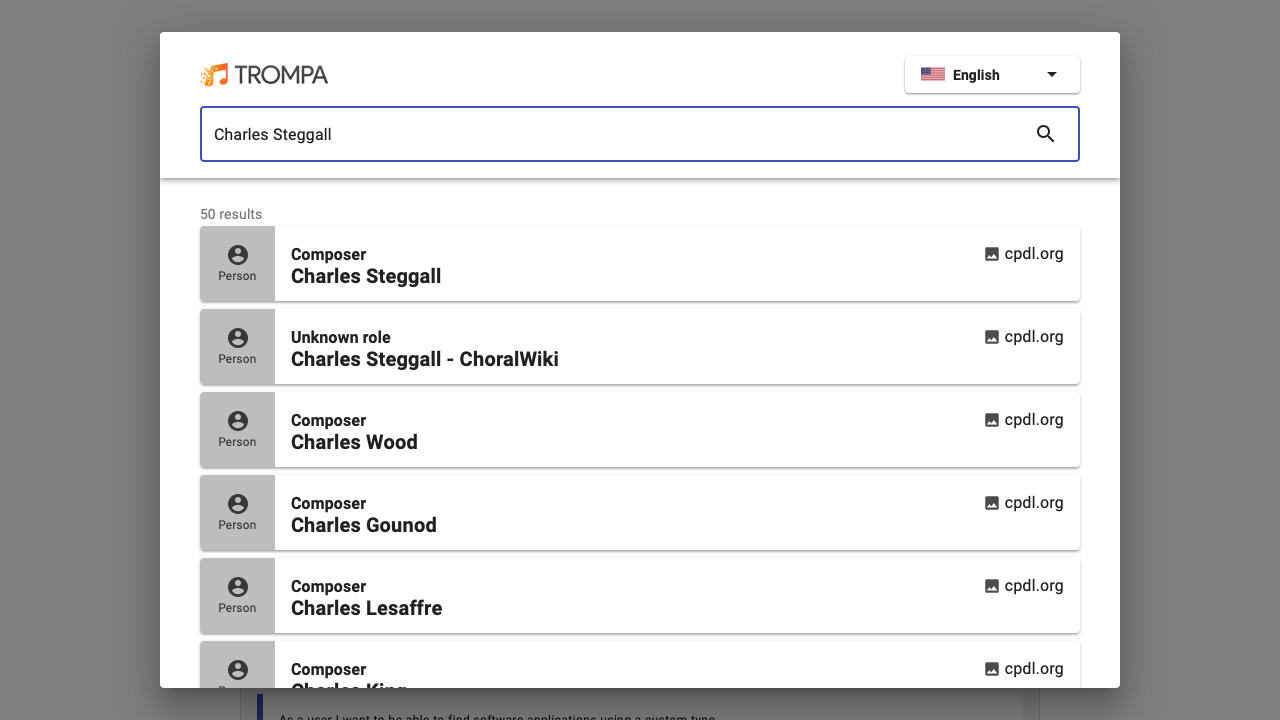 TROMPA
English
Charles Steggall
50 results
Person
Composer
Charles Steggall
cpdl.org
Person
Unknown role
Charles Steggall - ChoralWiki
cpdl.org
Person
Composer
Charles Wood
cpdl.org
Person
Composer
Charles Gounod
cpdl.org
Person
Composer
Charles Lesaffre
cpdl.org
Composer
Charles King
cpdl.org
As a user I want to be able to find software applications using a custom type